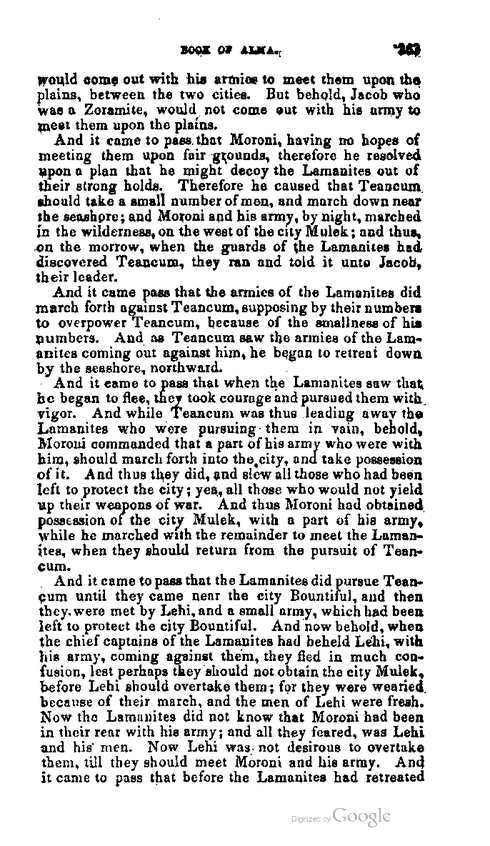 BOOK OF ALMA. 363
would come out with his armies to meet them upon the
plains, between the two cities. But behold, Jacob who
was a Zoramite, would not come out with his army to
meet them upon the plains.
And it came to pass that Moroni, having no hopes of
meeting them upon fair grounds, therefore he resolved
upon a plan that he might decoy the Lamanites out of
their strong holds. Therefore he caused that Teancum
should take a small number of men, and march down near
the seashore; and Moroni and his army, by night, marched
in the wilderness, on the west of the city Mulek; and thus,
on the morrow, when the guards of the Lamanites had
discovered Teancum, they ran and told it unto Jacob,
their leader.
And it came pass that the armies of the Lamanites did
march forth against Teancum, supposing by their numbers
to overpower Teancum, because of the smallness of his
numbers. And as Teancum saw the armies of the Lam-
anites coming out against him, he began to retreat down
by the seashore, northward.
And it came to pass that when the Lamanites saw that
he began to flee, they took courage and pursued them with
vigor. And while Teancum was thus leading away the
Lamanites who were pursuing them in vain, behold,
Moroni commanded that a part of his army who were with
him, should march forth into the city, and take possession
of it. And thus they did, and slew all those who had been
left to protect the city; yea, all those who would not yield
up their weapons of war. And thus Moroni had obtained
possession of the city Mulek, with a part of his army,
while he marched with the remainder to meet the Laman-
ites, when they should return from the pursuit of Tean-
cum.
And it came to pass that the Lamanites did pursue Tean-
cum until they came near the city Bountiful, and then
they were met by Lehi, and a small army, which had been
left to protect the city Bountiful. And now behold, when
the chief captains of the Lamanites had beheld Lehi, with
his army, coming against them, they fled in much con-
fusion, lest perhaps they should not obtain the city Mulek,
before Lehi should overtake them; for they were wearied
because of their march, and the men of Lehi were fresh.
Now the Lamanites did not know that Moroni had been
in their rear with his army; and all they feared, was Lehi
and his men. Now Lehi was not desirous to overtake
them, till they should meet Moroni and his army. And
it came to pass that before the Lamanites had retreated
Digitized by Google